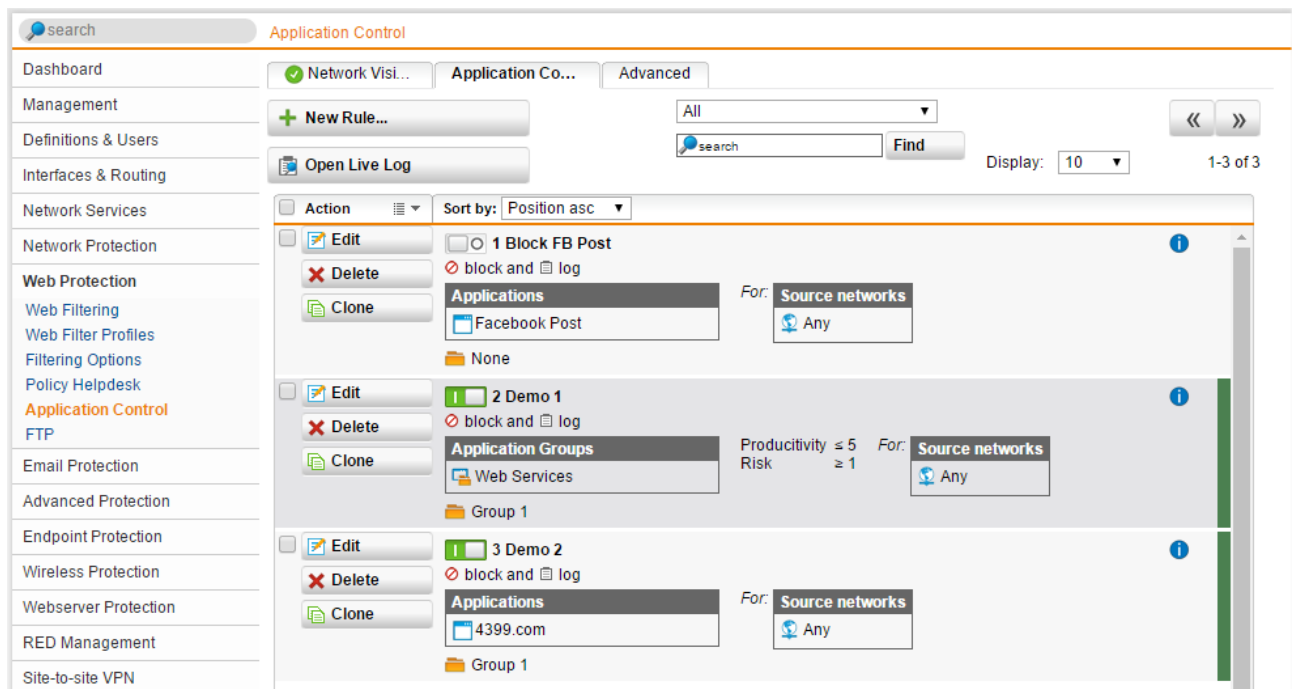 search
Application Control
Dashboard
Management
Definitions & Users
Interfaces & Routing
Network Services
Network Protection
Web Protection
Web Filtering
Web Filter Profiles
Filtering Options
Policy Helpdesk
Application Control
FTP
Email Protection
Advanced Protection
Endpoint Protection
Wireless Protection
Webserver Protection
RED Management
Site-to-site VPN
Network Visi... Application Co... Advanced
New Rule... All
search Find
Open Live Log Display: 10 1-3 of 3
Action Sort by: Position asc
Edit 1 Block FB Post
Delete block and log
Clone Applications For: Source networks
Facebook Post Any
None
Edit 2 Demo 1
Delete block and log
Clone Application Groups Producitivity ≤ 5 For: Source networks
Web Services Risk ≥ 1 Any
Group 1
Edit 3 Demo 2
Delete block and log
Clone Applications For: Source networks
4399.com Any
Group 1